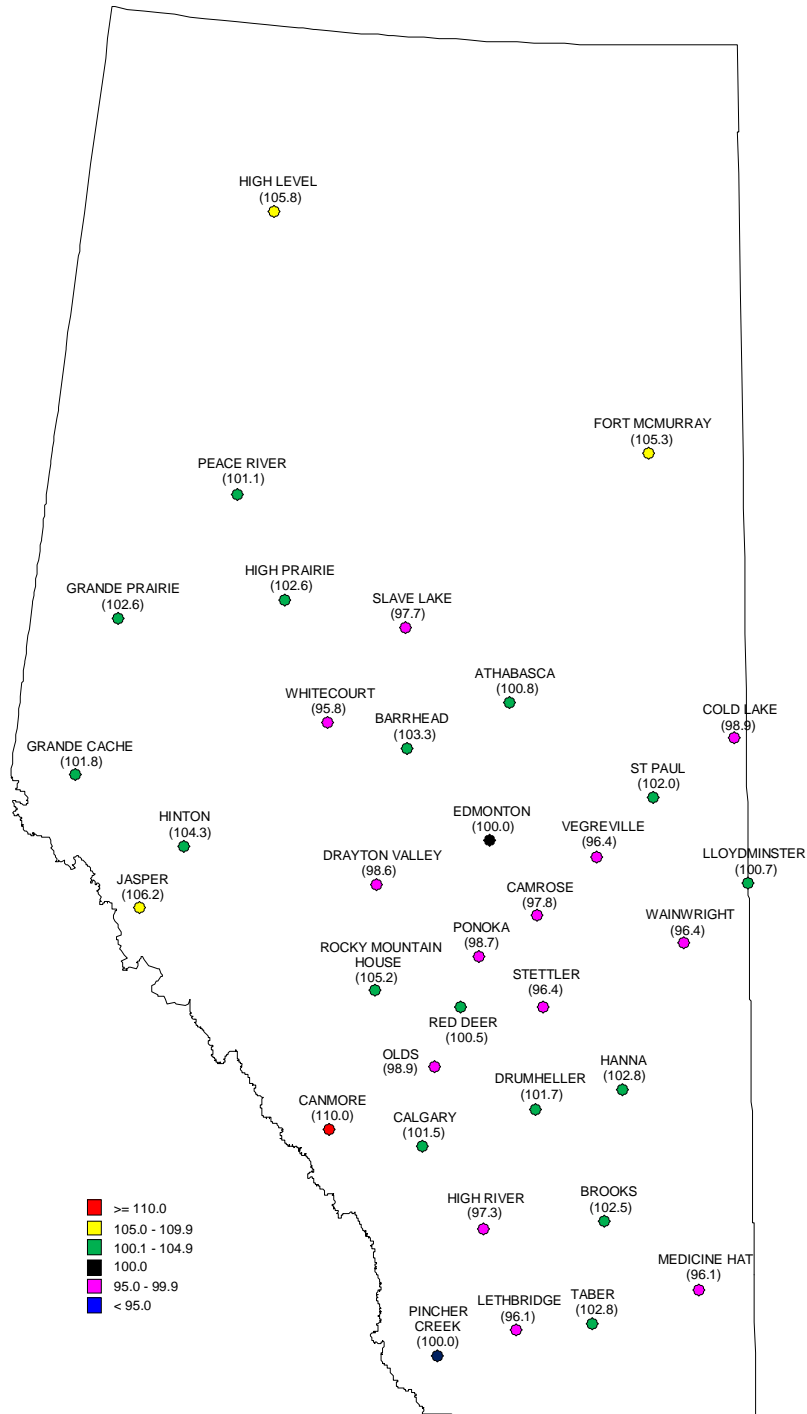 HIGH LEVEL
(105.8)
FORT MCMURRAY
(105.3)
PEACE RIVER
(101.1)
HIGH PRAIRIE
(102.6)
GRANDE PRAIRIE
(102.6)
SLAVE LAKE
(97.7)
ATHABASCA
(100.8)
WHITECOURT
(95.8)
BARRHEAD
(103.3)
COLD LAKE
(98.9)
GRANDE CACHE
(101.8)
ST PAUL
(102.0)
HINTON
(104.3)
EDMONTON
(100.0)
VEGREVILLE
(96.4)
DRAYTON VALLEY
(98.6)
LLOYDMINSTER
(100.7)
JASPER
(106.2)
CAMROSE
(97.8)
WAINWRIGHT
(96.4)
PONOKA
(98.7)
ROCKY MOUNTAIN
HOUSE
(105.2)
STETTLER
(96.4)
RED DEER
(100.5)
OLDS
(98.9)
HANNA
(102.8)
DRUMHELLER
(101.7)
CANMORE
(110.0)
CALGARY
(101.5)
HIGH RIVER
(97.3)
BROOKS
(102.5)
>= 110.0
105.0 - 109.9
100.1 - 104.9
100.0
95.0 - 99.9
< 95.0
MEDICINE HAT
(96.1)
PINCHER
CREEK
(100.0)
LETHBRIDGE
(96.1)
TABER
(102.8)